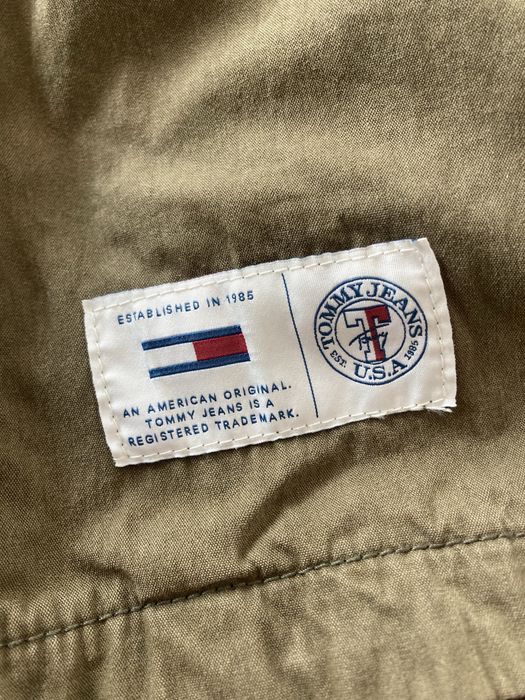 ESTABLISHED IN 1985
AN AMERICAN ORIGINAL.
TOMMY JEANS IS A
REGISTERED TRADEMARK.
TOMMY JEANS
EST. 1985
U.S.A